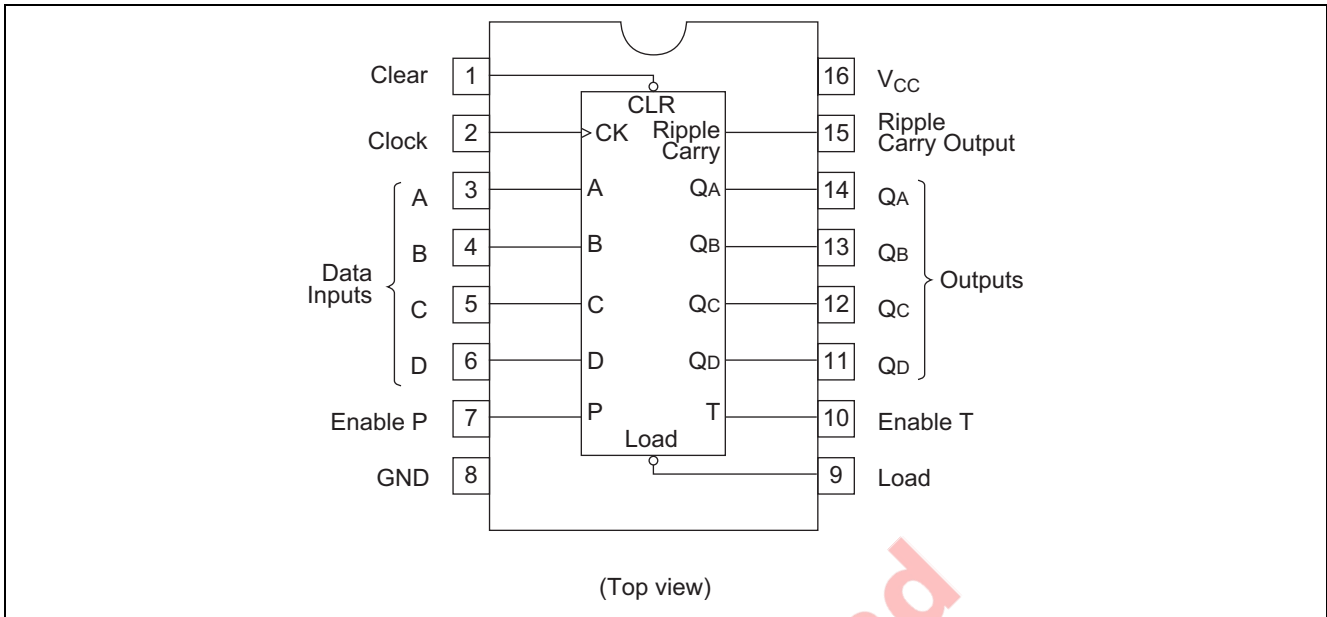 Clear 1 16 VCC
CLR
Clock 2 CK Ripple Carry 15 Ripple Carry Output
A 3 A QA 14 QA
B 4 B QB 13 QB
Data Inputs
Outputs
C 5 C QC 12 QC
D 6 D QD 11 QD
Enable P 7 P T 10 Enable T
Load
GND 8 9 Load
(Top view)